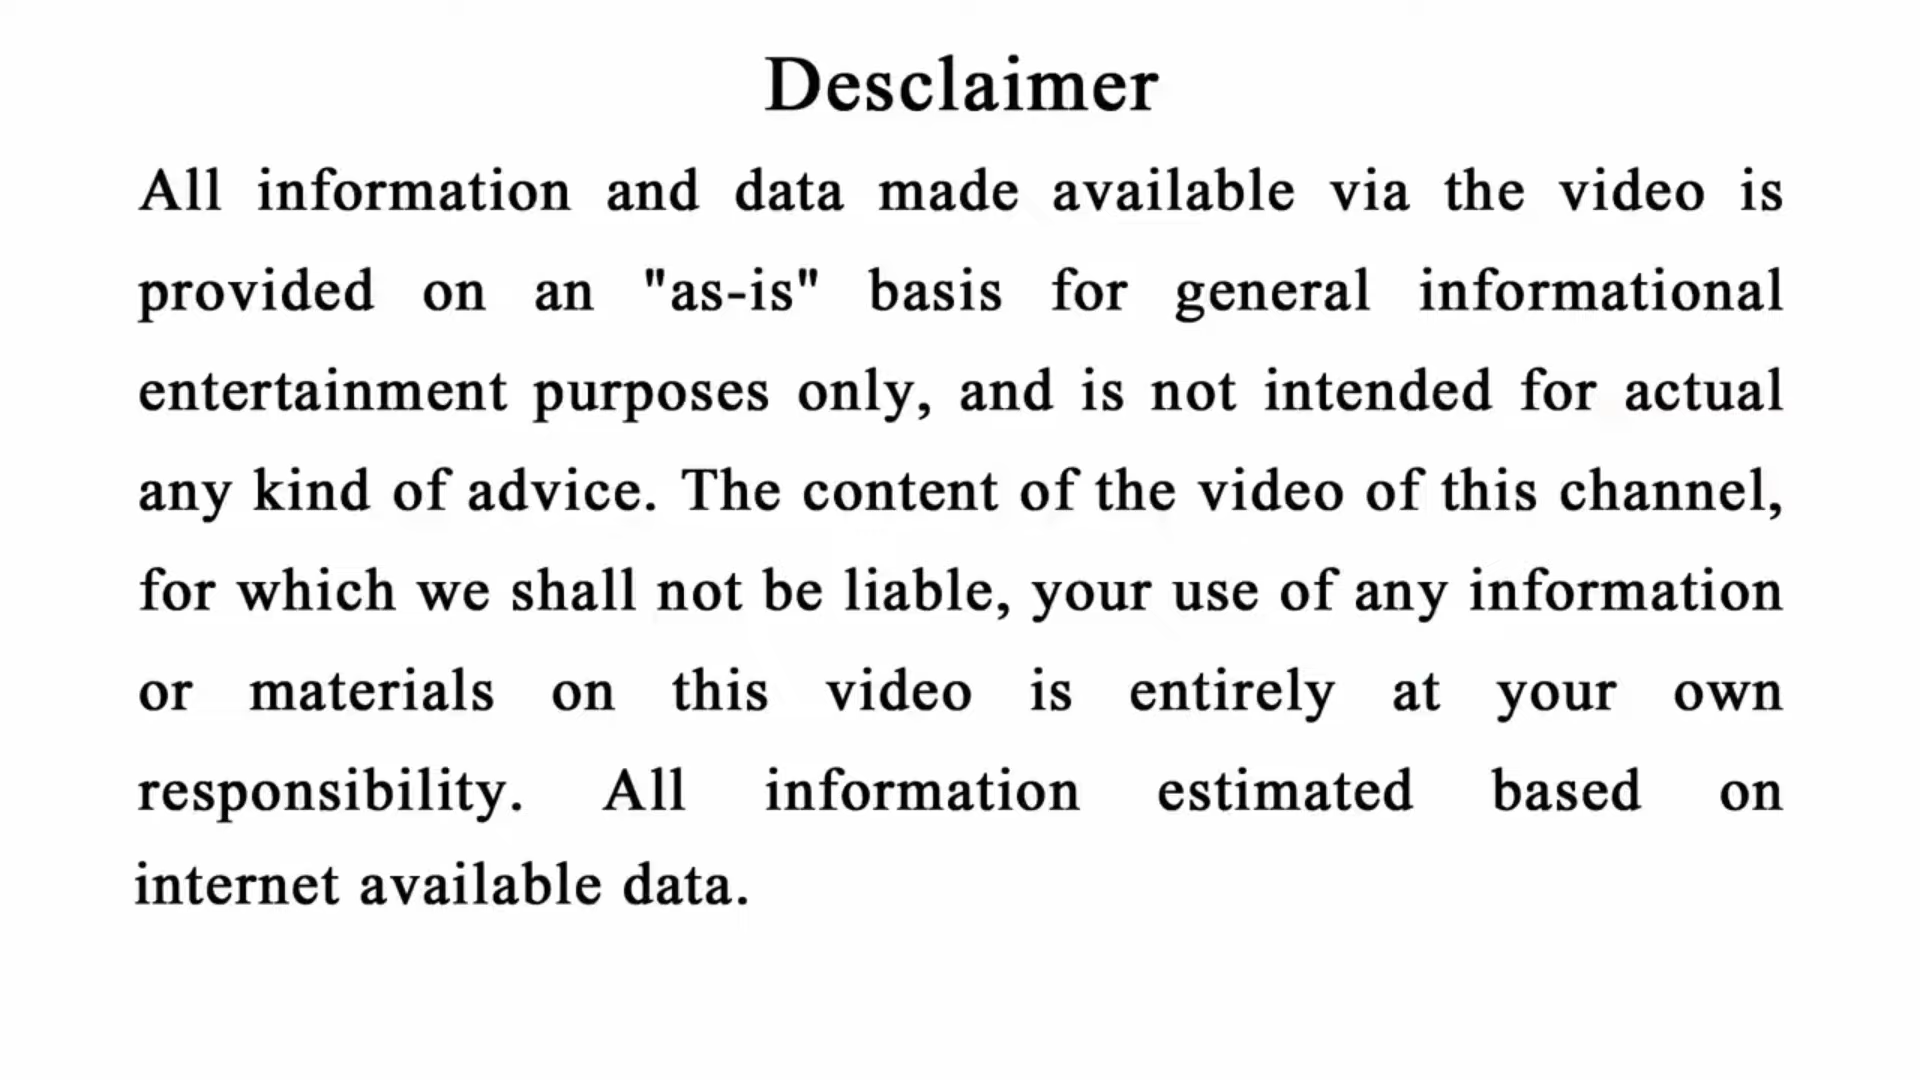 Desclaimer
All information and data made available via the video is
provided on an "as-is" basis for general informational
entertainment purposes only, and is not intended for actual
any kind of advice. The content of the video of this channel,
for which we shall not be liable, your use of any information
or materials on this video is entirely at your own
responsibility. All information estimated based on
internet available data.